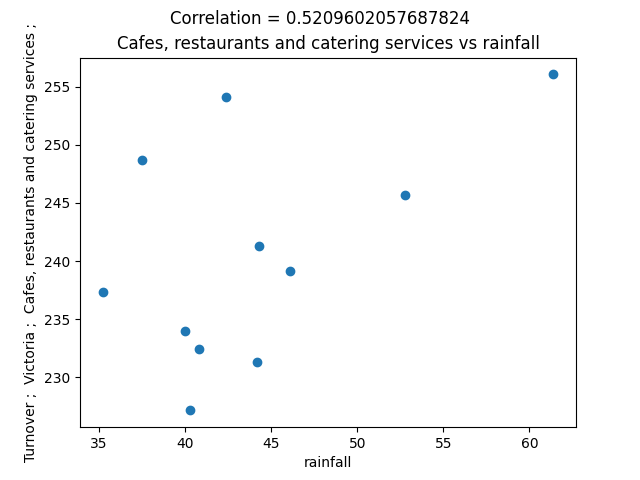 Correlation = 0.5209602057687824
Cafes, restaurants and catering services vs rainfall
Turnover ;  Victoria ;  Cafes, restaurants and catering services ;
255
250
245
240
235
230
35 40 45 50 55 60
rainfall